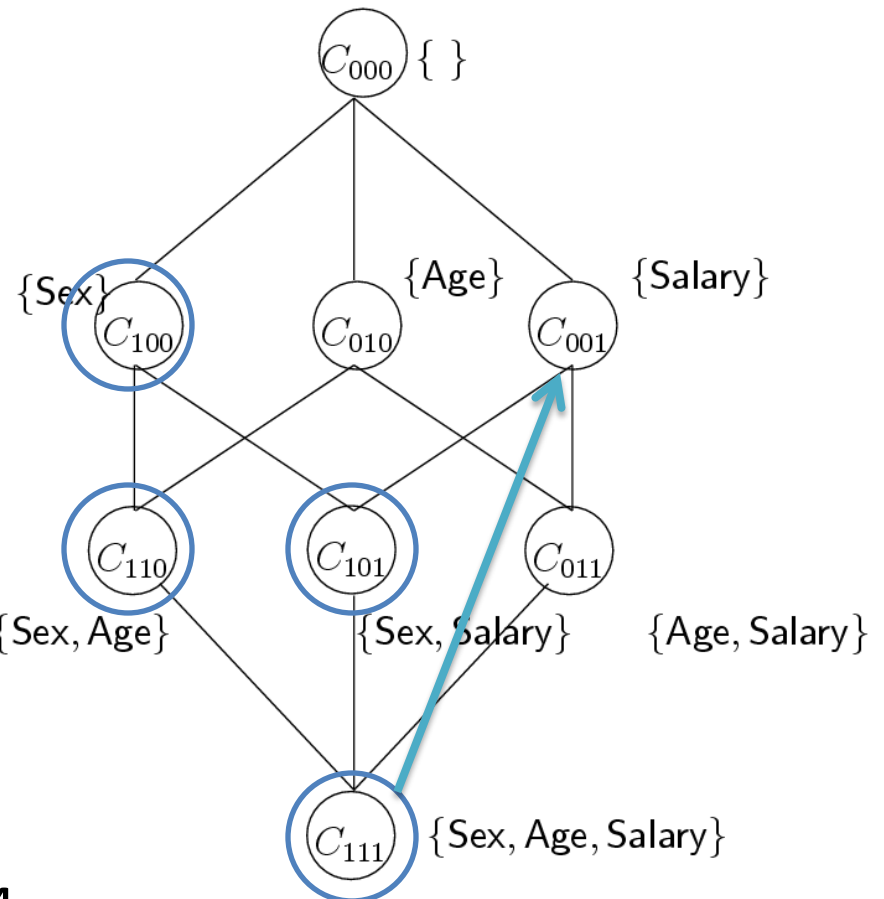 C000 { }
{Sex} {Age} {Salary}
C100 C010 C001
C110 C101 C011
{Sex, Age} {Sex, Salary} {Age, Salary}
C111 {Sex, Age, Salary}